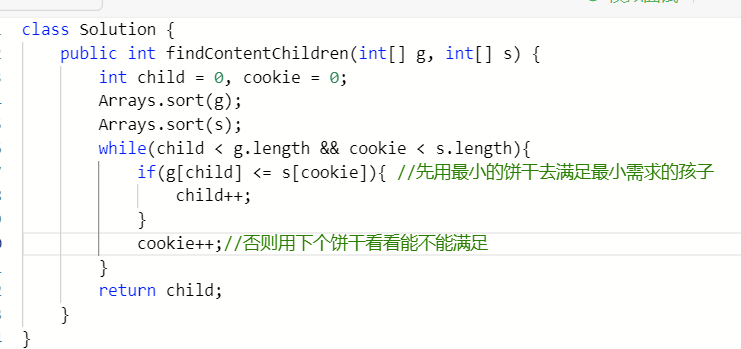 class Solution {
    public int findContentChildren(int[] g, int[] s) {
        int child = 0, cookie = 0;
        Arrays.sort(g);
        Arrays.sort(s);
        while(child < g.length && cookie < s.length){
            if(g[child] <= s[cookie]){ //先用最小的饼干去满足最小需求的孩子
                child++;
            }
            cookie++;//否则用下个饼干看看能不能满足
        }
        return child;
    }
}